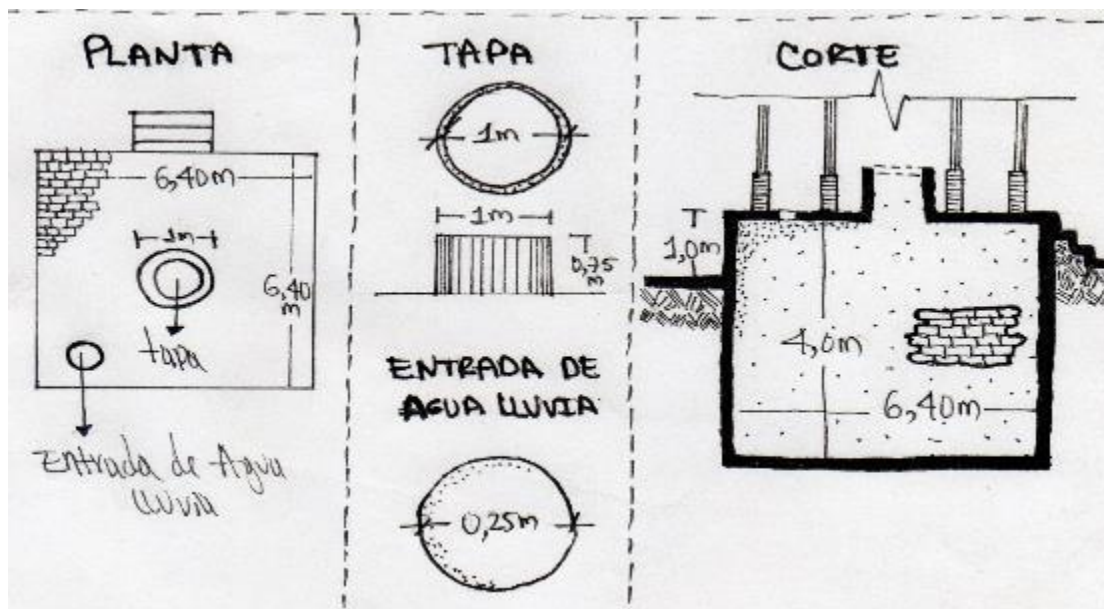 PLANTA
6,40m
1m
6,40
m
tapa
Entrada de Agua
lluvia
TAPA
1m
1m
0,75
m
ENTRADA DE
AGUA LLUVIA
0,25m
CORTE
1,0m
4,0m
6,40m